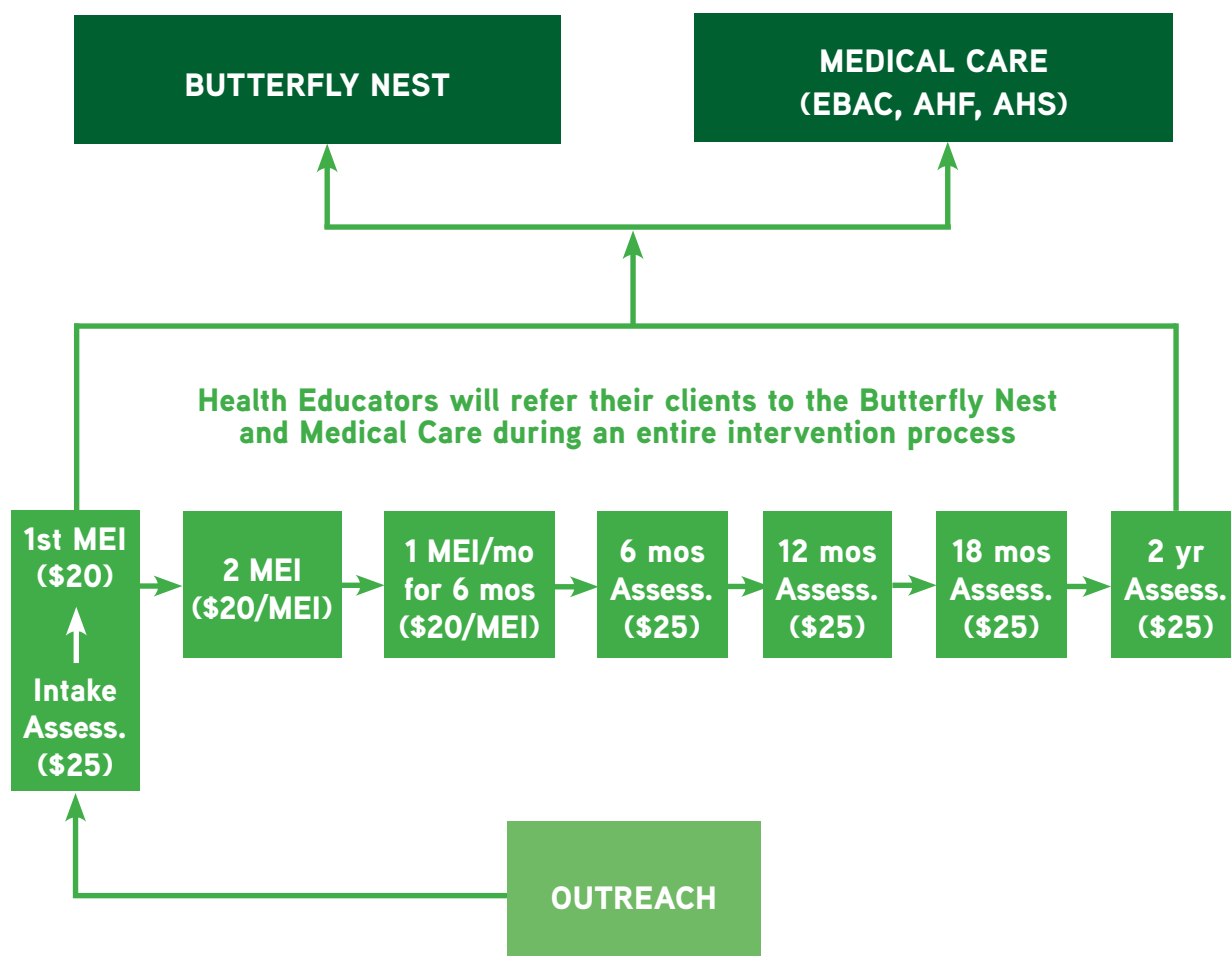 BUTTERFLY NEST
MEDICAL CARE
(EBAC, AHF, AHS)
Health Educators will refer their clients to the Butterfly Nest
and Medical Care during an entire intervention process
1st MEI
($20)
Intake
Assess.
($25)
2 MEI
($20/MEI)
1 MEI/mo
for 6 mos
($20/MEI)
6 mos
Assess.
($25)
12 mos
Assess.
($25)
18 mos
Assess.
($25)
2 yr
Assess.
($25)
OUTREACH